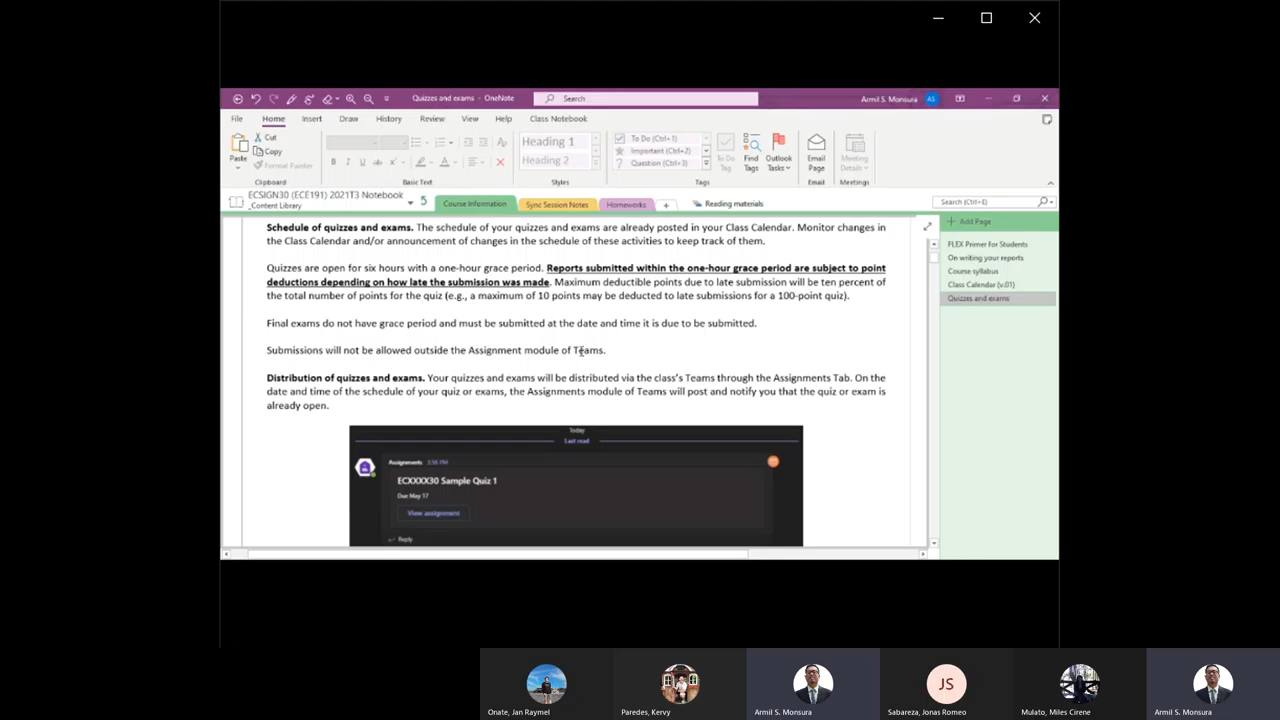 Quizzes and exams - OneNote
Search
Armil S. Monsura
AS
File
Home
Insert
Draw
History
Review
View
Help
Class Notebook
Paste
Cut
Copy
Format Painter
Clipboard
B I U ab
Basic Text
Heading 1
Heading 2
Styles
To Do (Ctrl+1)
Important (Ctrl+2)
Question (Ctrl+3)
To Do
Tag
Find
Tags
Outlook
Tasks
Tags
Email
Page
Email
Meeting
Details
Meetings
ECSIGN30 (ECE191) 2021T3 Notebook
_Content Library
Course Information
Sync Session Notes
Homeworks
+
Reading materials
Search (Ctrl+E)
Schedule of quizzes and exams. The schedule of your quizzes and exams are already posted in your Class Calendar. Monitor changes in
the Class Calendar and/or announcement of changes in the schedule of these activities to keep track of them.
Quizzes are open for six hours with a one-hour grace period. Reports submitted within the one-hour grace period are subject to point
deductions depending on how late the submission was made. Maximum deductible points due to late submission will be ten percent of
the total number of points for the quiz (e.g., a maximum of 10 points may be deducted to late submissions for a 100-point quiz).
Final exams do not have grace period and must be submitted at the date and time it is due to be submitted.
Submissions will not be allowed outside the Assignment module of Teams.
Distribution of quizzes and exams. Your quizzes and exams will be distributed via the class's Teams through the Assignments Tab. On the
date and time of the schedule of your quiz or exams, the Assignments module of Teams will post and notify you that the quiz or exam is
already open.
Today
Last read
Assignments 3:56 PM
ECXXXX30 Sample Quiz 1
Due May 17
View assignment
Reply
Add Page
FLEX Primer for Students
On writing your reports
Course syllabus
Class Calendar (v.01)
Quizzes and exams
Onate, Jan Raymel
Paredes, Kervy
Armil S. Monsura
JS
Sabareza, Jonas Romeo
Mulato, Miles Cirene
Armil S. Monsura